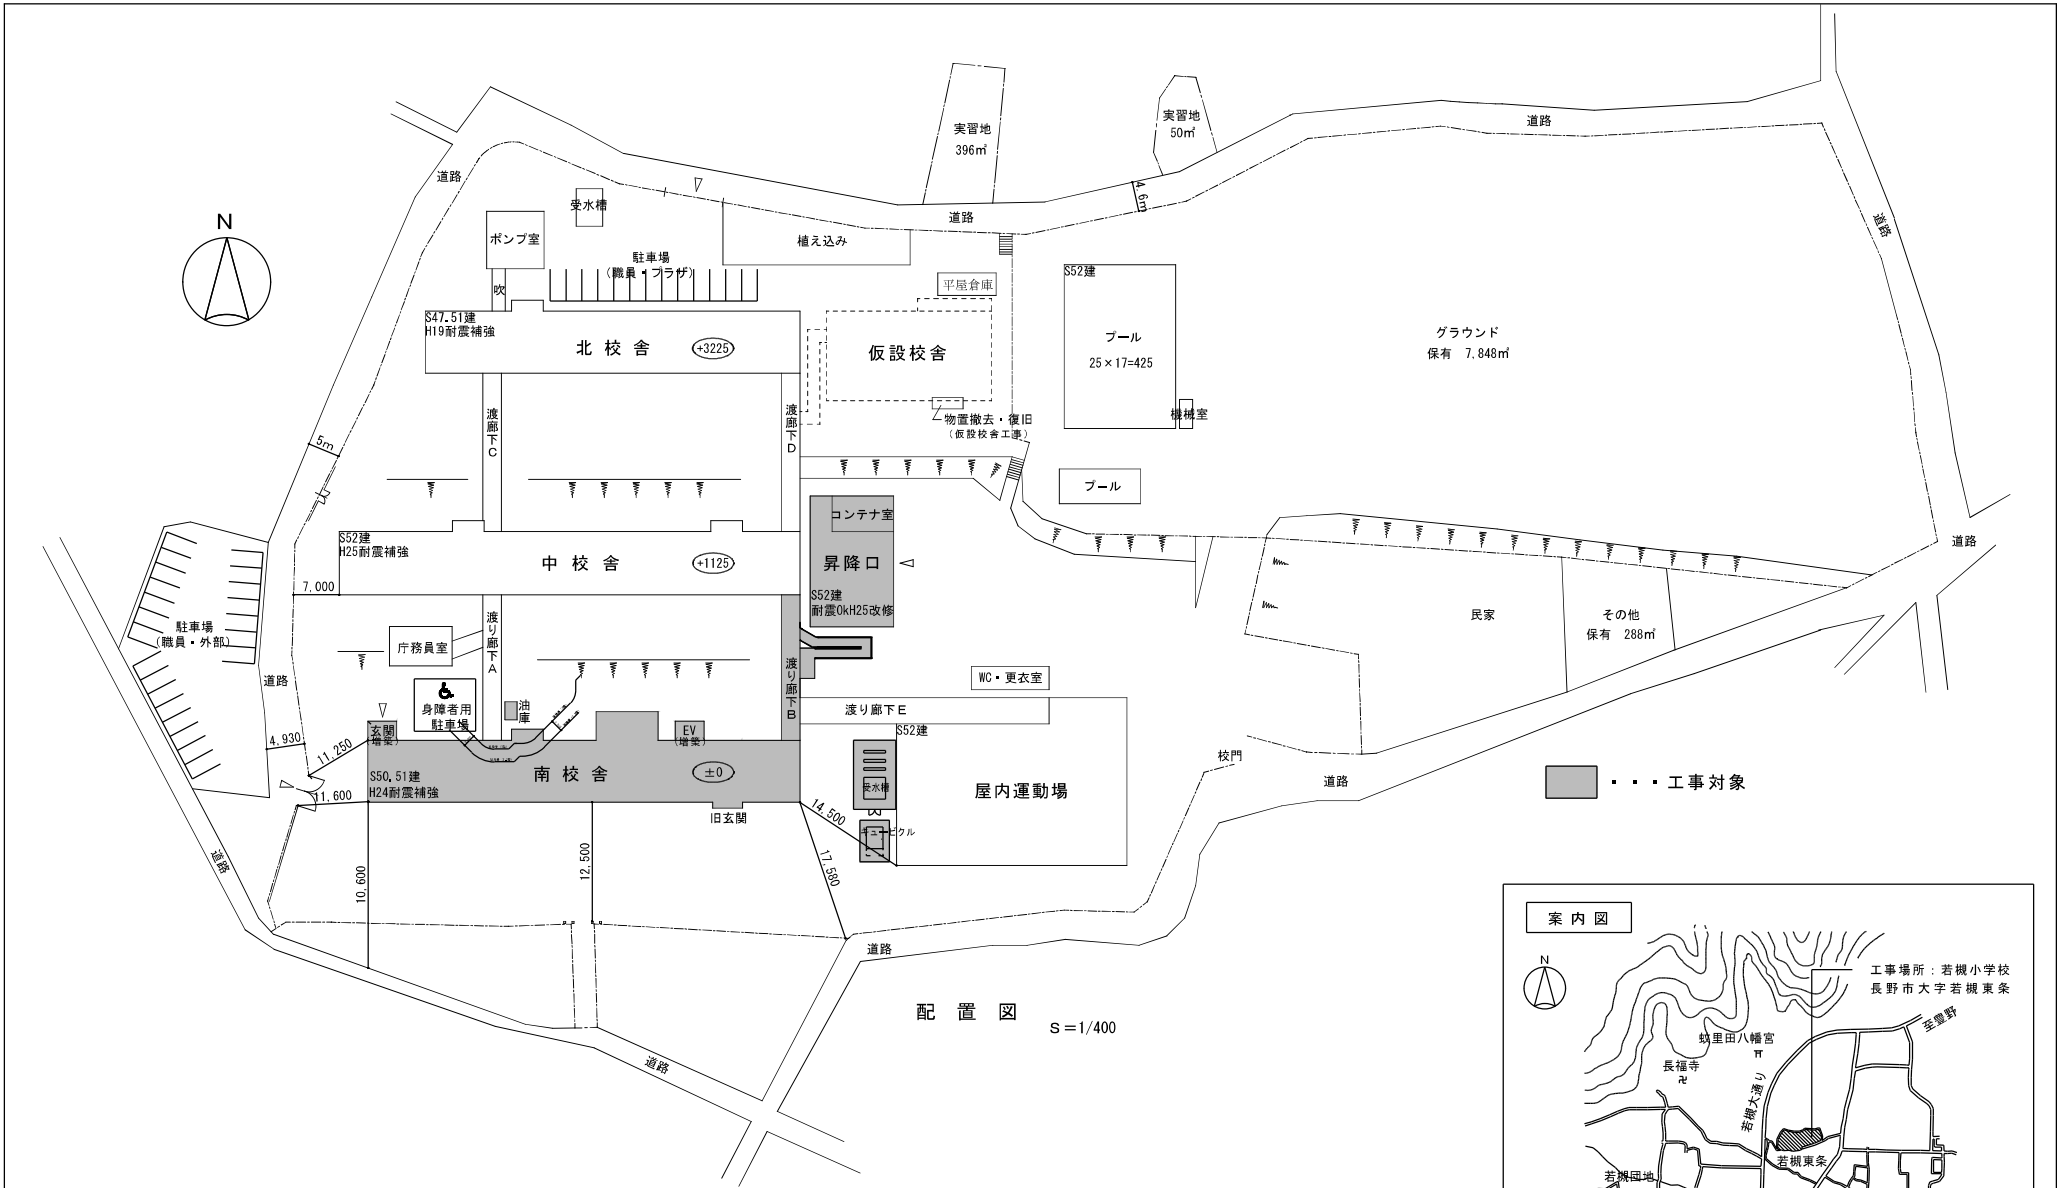 実習地
396㎡
実習地
50㎡
道路
道路
4.6m
道路
道路
N
受水槽
ポンプ室
植え込み
駐車場
(職員・プラザ)
吹
平屋倉庫
S47.51建
H19耐震補強
北校舎
+3225
仮設校舎
S52建
プール
25×17=425
機械室
グラウンド
保有 7,848㎡
渡廊下C
渡廊下D
物置撤去・復旧
(仮設校舎工事)
5m
プール
コンテナ室
昇降口
S52建
耐震OkH25改修
S52建
H25耐震補強
中校舎
+1125
7,000
道路
民家
その他
保有 288㎡
駐車場
(職員・外部)
庁務員室
渡り廊下A
渡り廊下B
道路
WC・更衣室
身障者用
駐車場
油庫
渡り廊下E
S52建
玄関
(増築)
EV
(増築)
4,930
11,250
S50,51建
H24耐震補強
南校舎
±0
11,600
旧玄関
14,500
受水槽
キュービクル
屋内運動場
校門
道路
・・・工事対象
道路
10,600
12,500
17,580
道路
配置図
S=1/400
道路
案内図
N
工事場所:若槻小学校
長野市大字若槻東条
至豊野
蚊里田八幡宮
長福寺
卍
若槻大通り
若槻東条
若槻団地